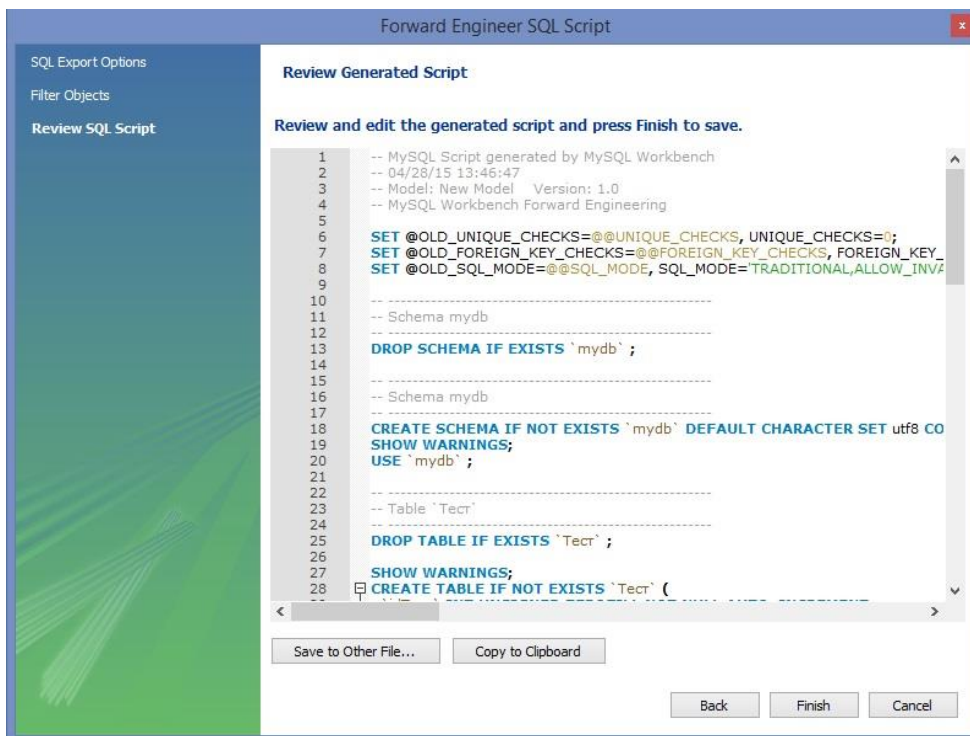 Forward Engineer SQL Script
x
SQL Export Options
Filter Objects
Review SQL Script
Review Generated Script
Review and edit the generated script and press Finish to save.
1 -- MySQL Script generated by MySQL Workbench
2 -- 04/28/15 13:46:47
3 -- Model: New Model    Version: 1.0
4 -- MySQL Workbench Forward Engineering
5
6 SET @OLD_UNIQUE_CHECKS=@@UNIQUE_CHECKS, UNIQUE_CHECKS=0;
7 SET @OLD_FOREIGN_KEY_CHECKS=@@FOREIGN_KEY_CHECKS, FOREIGN_KEY_
8 SET @OLD_SQL_MODE=@@SQL_MODE, SQL_MODE='TRADITIONAL,ALLOW_INVA
9
10 -- -----------------------------------------------------
11 -- Schema mydb
12 -- -----------------------------------------------------
13 DROP SCHEMA IF EXISTS `mydb` ;
14
15 -- -----------------------------------------------------
16 -- Schema mydb
17 -- -----------------------------------------------------
18 CREATE SCHEMA IF NOT EXISTS `mydb` DEFAULT CHARACTER SET utf8 CO
19 SHOW WARNINGS;
20 USE `mydb` ;
21
22 -- -----------------------------------------------------
23 -- Table `Тест`
24 -- -----------------------------------------------------
25 DROP TABLE IF EXISTS `Тест` ;
26
27 SHOW WARNINGS;
28 CREATE TABLE IF NOT EXISTS `Тест` (
Save to Other File... Copy to Clipboard
Back Finish Cancel